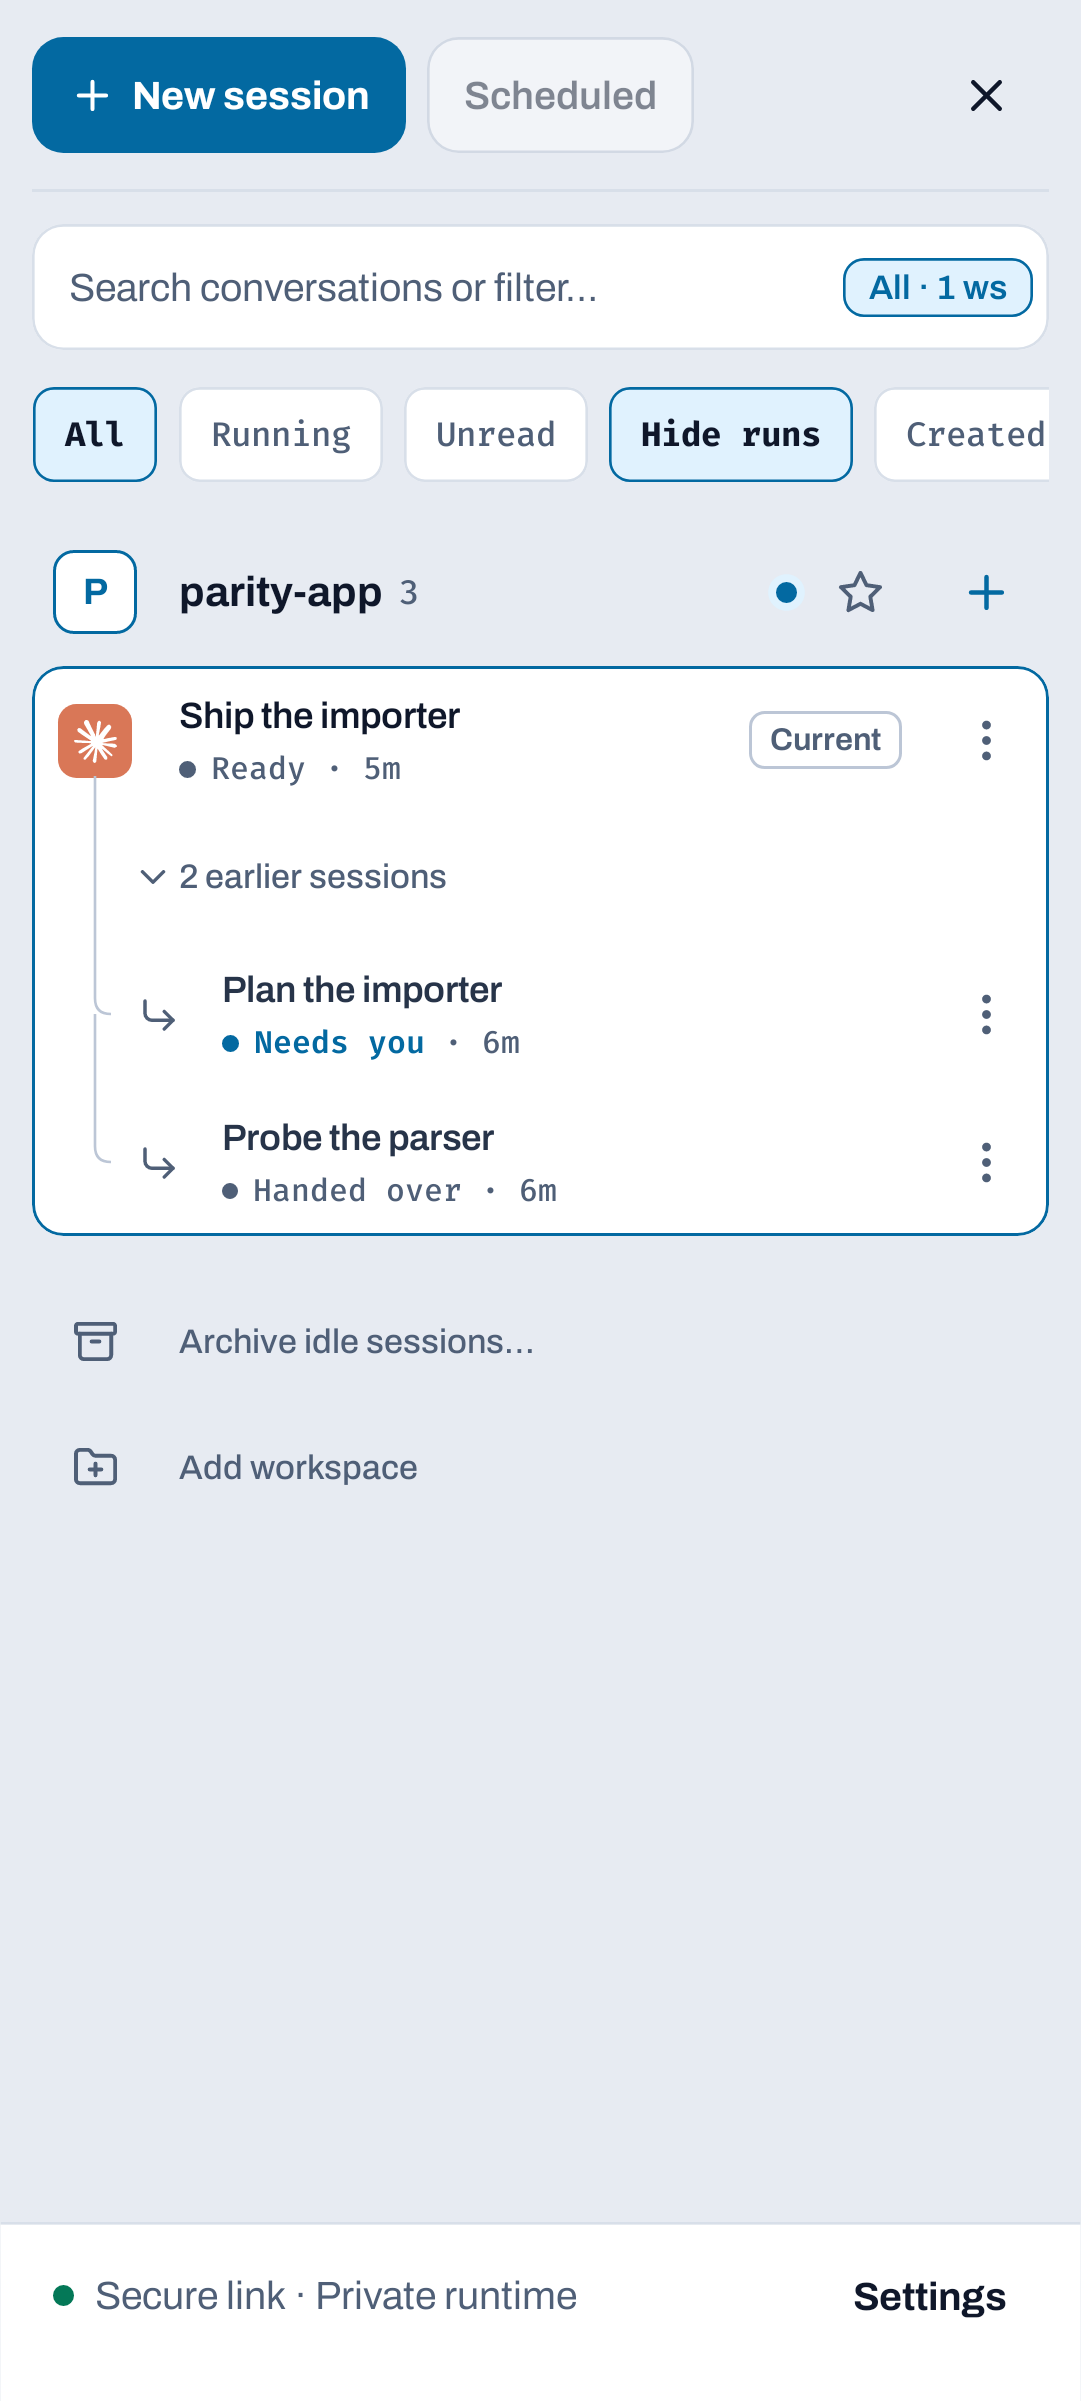 New session
Scheduled
Search conversations or filter...
All · 1 ws
All
Running
Unread
Hide runs
Created
P
parity-app 3
Ship the importer
Ready · 5m
Current
2 earlier sessions
Plan the importer
Needs you · 6m
Probe the parser
Handed over · 6m
Archive idle sessions...
Add workspace
Secure link · Private runtime
Settings